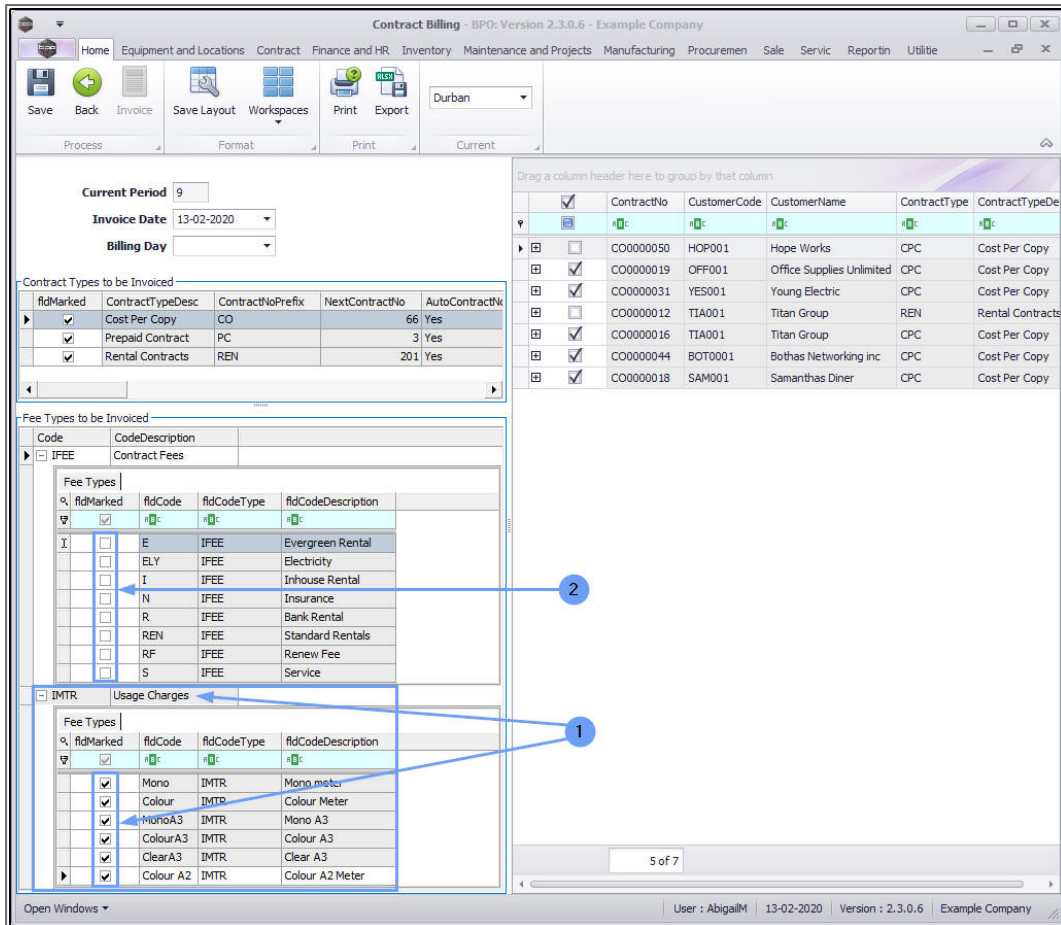 Contract Billing - BPO: Version 2.3.0.6 - Example Company
Home Equipment and Locations Contract Finance and HR Inventory Maintenance and Projects Manufacturing Procuremen Sale Servic Reportin Utilitie
Save Back Invoice Save Layout Workspaces Print Export Durban
Process Format Print Current
Current Period 9
Invoice Date 13-02-2020
Billing Day
Contract Types to be Invoiced
fldMarked ContractTypeDesc ContractNoPrefix NextContractNo AutoContractNo
Cost Per Copy CO 66 Yes
Prepaid Contract PC 3 Yes
Rental Contracts REN 201 Yes
Fee Types to be Invoiced
Code CodeDescription
IFEE Contract Fees
Fee Types
fldMarked fldCode fldCodeType fldCodeDescription
E IFEE Evergreen Rental
ELY IFEE Electricity
I IFEE Inhouse Rental
N IFEE Insurance
R IFEE Bank Rental
REN IFEE Standard Rentals
RF IFEE Renew Fee
S IFEE Service
IMTR Usage Charges
Fee Types
fldMarked fldCode fldCodeType fldCodeDescription
Mono IMTR Mono meter
Colour IMTR Colour Meter
MonoA3 IMTR Mono A3
ColourA3 IMTR Colour A3
ClearA3 IMTR Clear A3
Colour A2 IMTR Colour A2 Meter
2
1
Drag a column header here to group by that column
ContractNo CustomerCode CustomerName ContractType ContractTypeDe
CO0000050 HOP001 Hope Works CPC Cost Per Copy
CO0000019 OFF001 Office Supplies Unlimited CPC Cost Per Copy
CO0000031 YES001 Young Electric CPC Cost Per Copy
CO0000012 TIA001 Titan Group REN Rental Contracts
CO0000016 TIA001 Titan Group CPC Cost Per Copy
CO0000044 BOT0001 Bothas Networking inc CPC Cost Per Copy
CO0000018 SAM001 Samanthas Diner CPC Cost Per Copy
5 of 7
Open Windows User : AbigailM 13-02-2020 Version : 2.3.0.6 Example Company